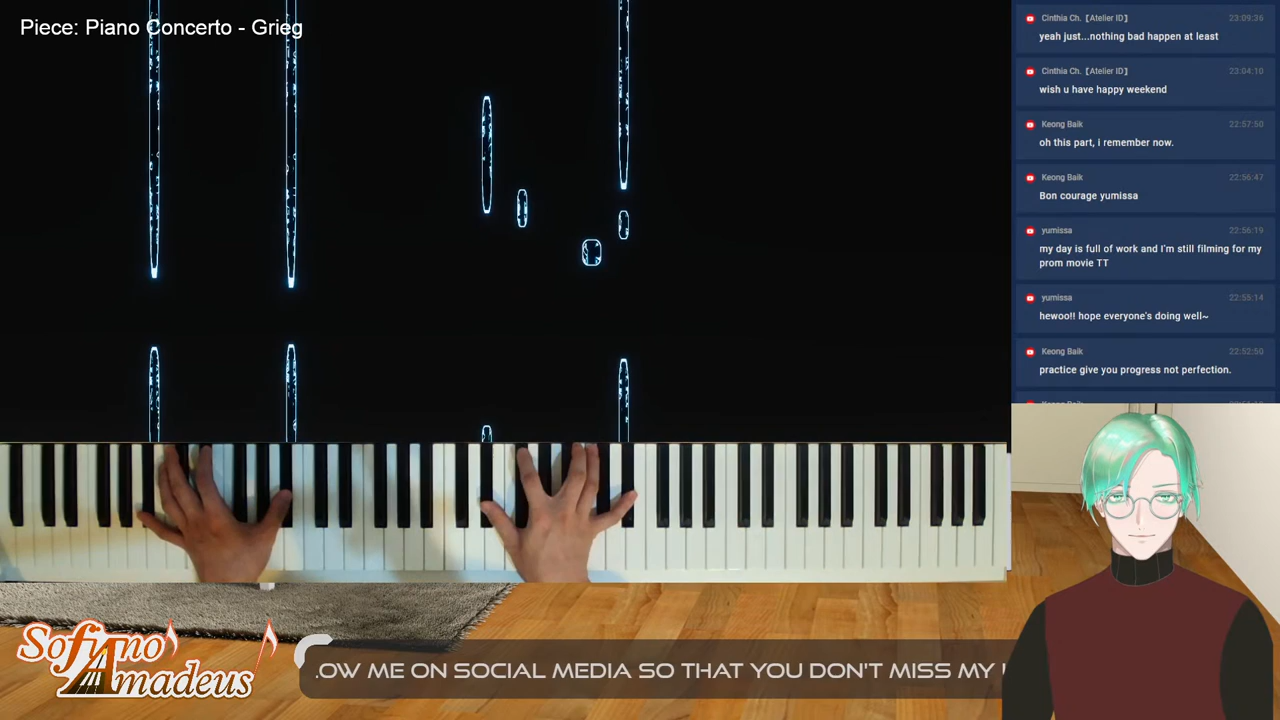 Piece: Piano Concerto - Grieg
Cinthia Ch.【Atelier ID】 23:09:36
yeah just...nothing bad happen at least
Cinthia Ch.【Atelier ID】 23:04:10
wish u have happy weekend
Keong Baik 22:57:50
oh this part, i remember now.
Keong Baik 22:56:47
Bon courage yumissa
yumissa 22:56:19
my day is full of work and I'm still filming for my
prom movie TT
yumissa 22:55:14
hewoo!! hope everyone's doing well~
Keong Baik 22:52:50
practice give you progress not perfection.
Sofiano
Amadeus
OW ME ON SOCIAL MEDIA SO THAT YOU DON'T MISS MY